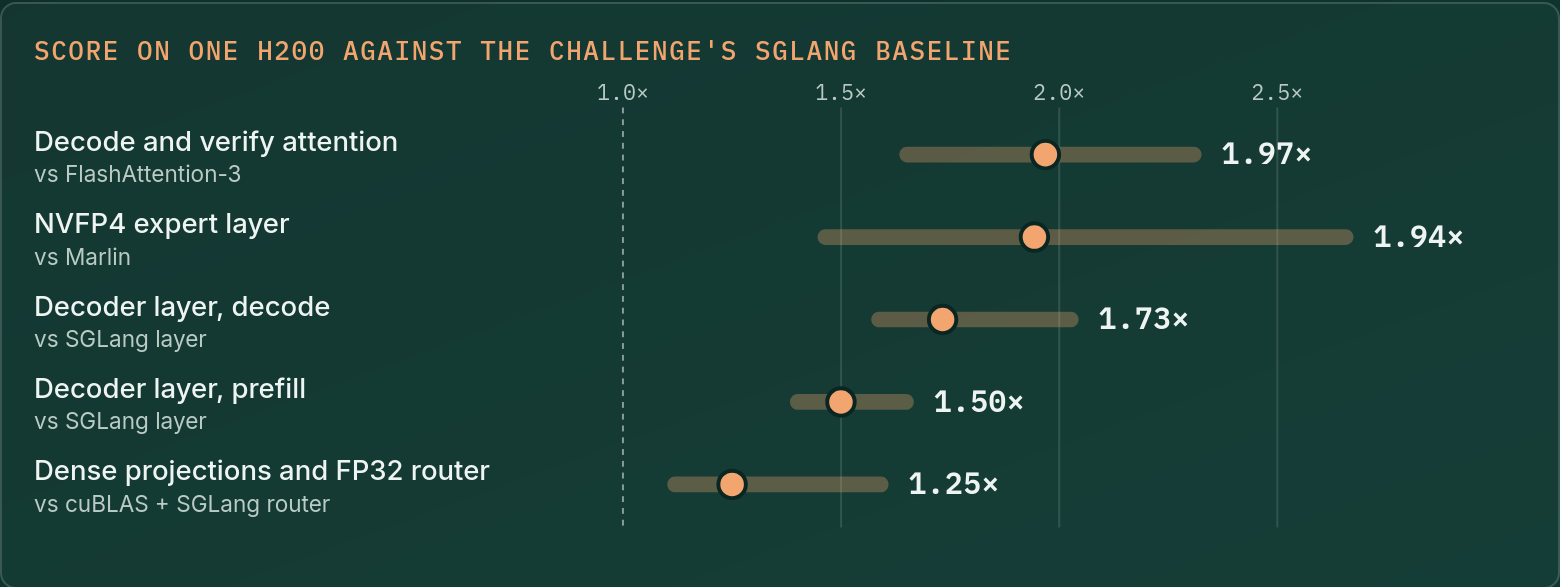 SCORE ON ONE H200 AGAINST THE CHALLENGE'S SGLANG BASELINE
1.0× 1.5× 2.0× 2.5×
Decode and verify attention
vs FlashAttention-3
1.97×
NVFP4 expert layer
vs Marlin
1.94×
Decoder layer, decode
vs SGLang layer
1.73×
Decoder layer, prefill
vs SGLang layer
1.50×
Dense projections and FP32 router
vs cuBLAS + SGLang router
1.25×